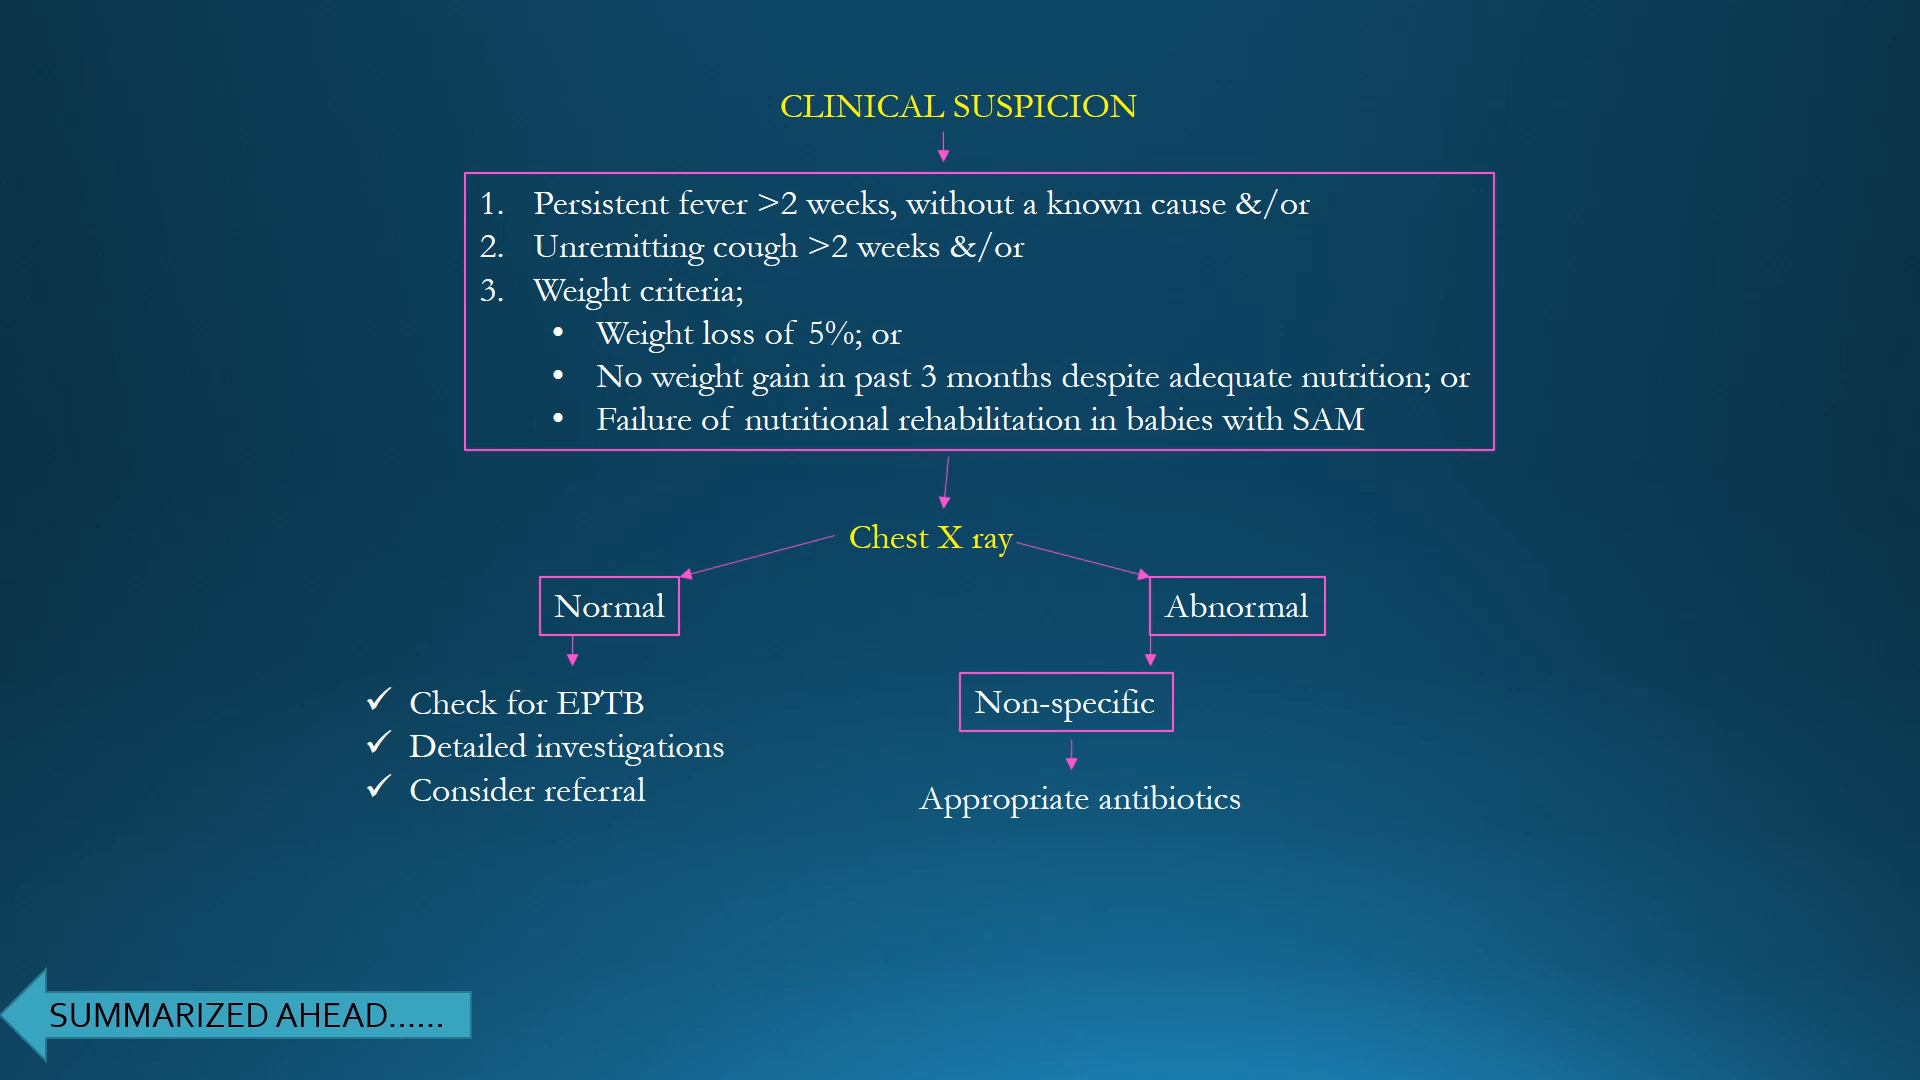 CLINICAL SUSPICION
1. Persistent fever >2 weeks, without a known cause &/or
2. Unremitting cough >2 weeks &/or
3. Weight criteria;
• Weight loss of 5%; or
• No weight gain in past 3 months despite adequate nutrition; or
• Failure of nutritional rehabilitation in babies with SAM
Chest X ray
Normal
Abnormal
✓ Check for EPTB
✓ Detailed investigations
✓ Consider referral
Non-specific
Appropriate antibiotics
SUMMARIZED AHEAD......